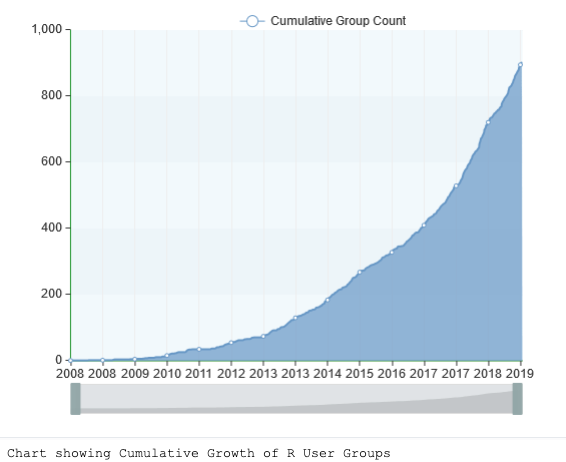 Cumulative Group Count
1,000
800
600
400
200
0
2008 2008 2009 2010 2011 2012 2013 2013 2014 2015 2016 2017 2017 2018 2019
Chart showing Cumulative Growth of R User Groups